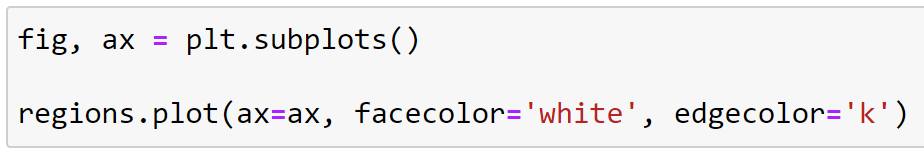 fig, ax = plt.subplots()
regions.plot(ax=ax, facecolor='white', edgecolor='k')